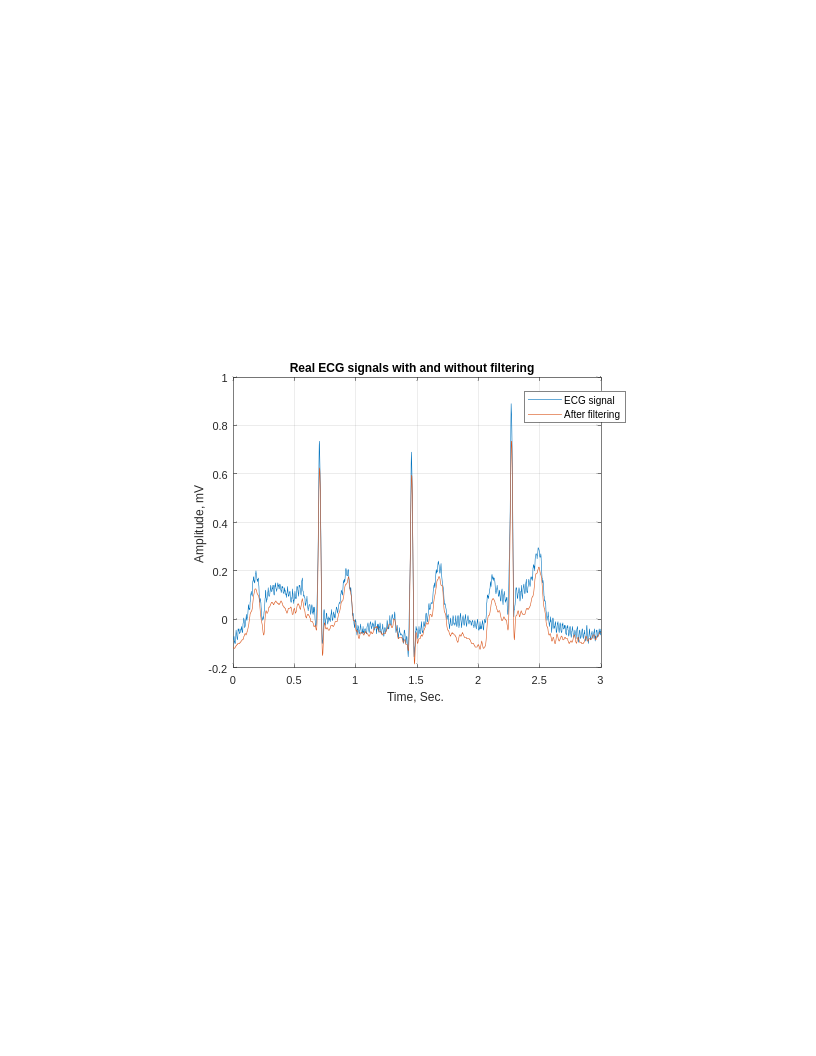 Real ECG signals with and without filtering
1
ECG signal
After filtering
0.8
0.6
0.4
0.2
0
-0.2
Amplitude, mV
0 0.5 1 1.5 2 2.5 3
Time, Sec.